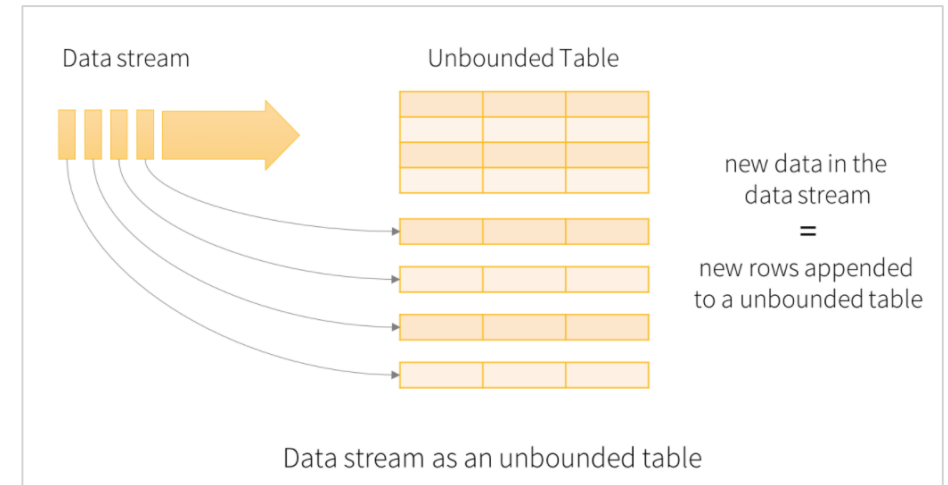 Data stream
Unbounded Table
new data in the
data stream
=
new rows appended
to a unbounded table
Data stream as an unbounded table